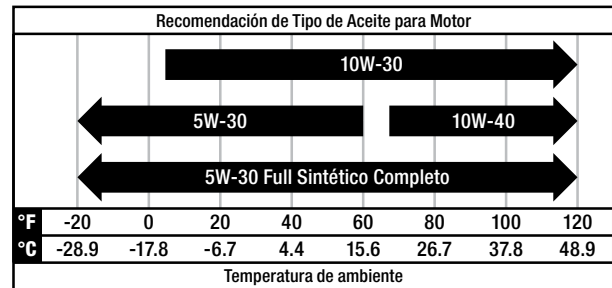 Recomendación de Tipo de Aceite para Motor
10W-30
5W-30 10W-40
5W-30 Full Sintético Completo
°F -20 0 20 40 60 80 100 120
°C -28.9 -17.8 -6.7 4.4 15.6 26.7 37.8 48.9
Temperatura de ambiente